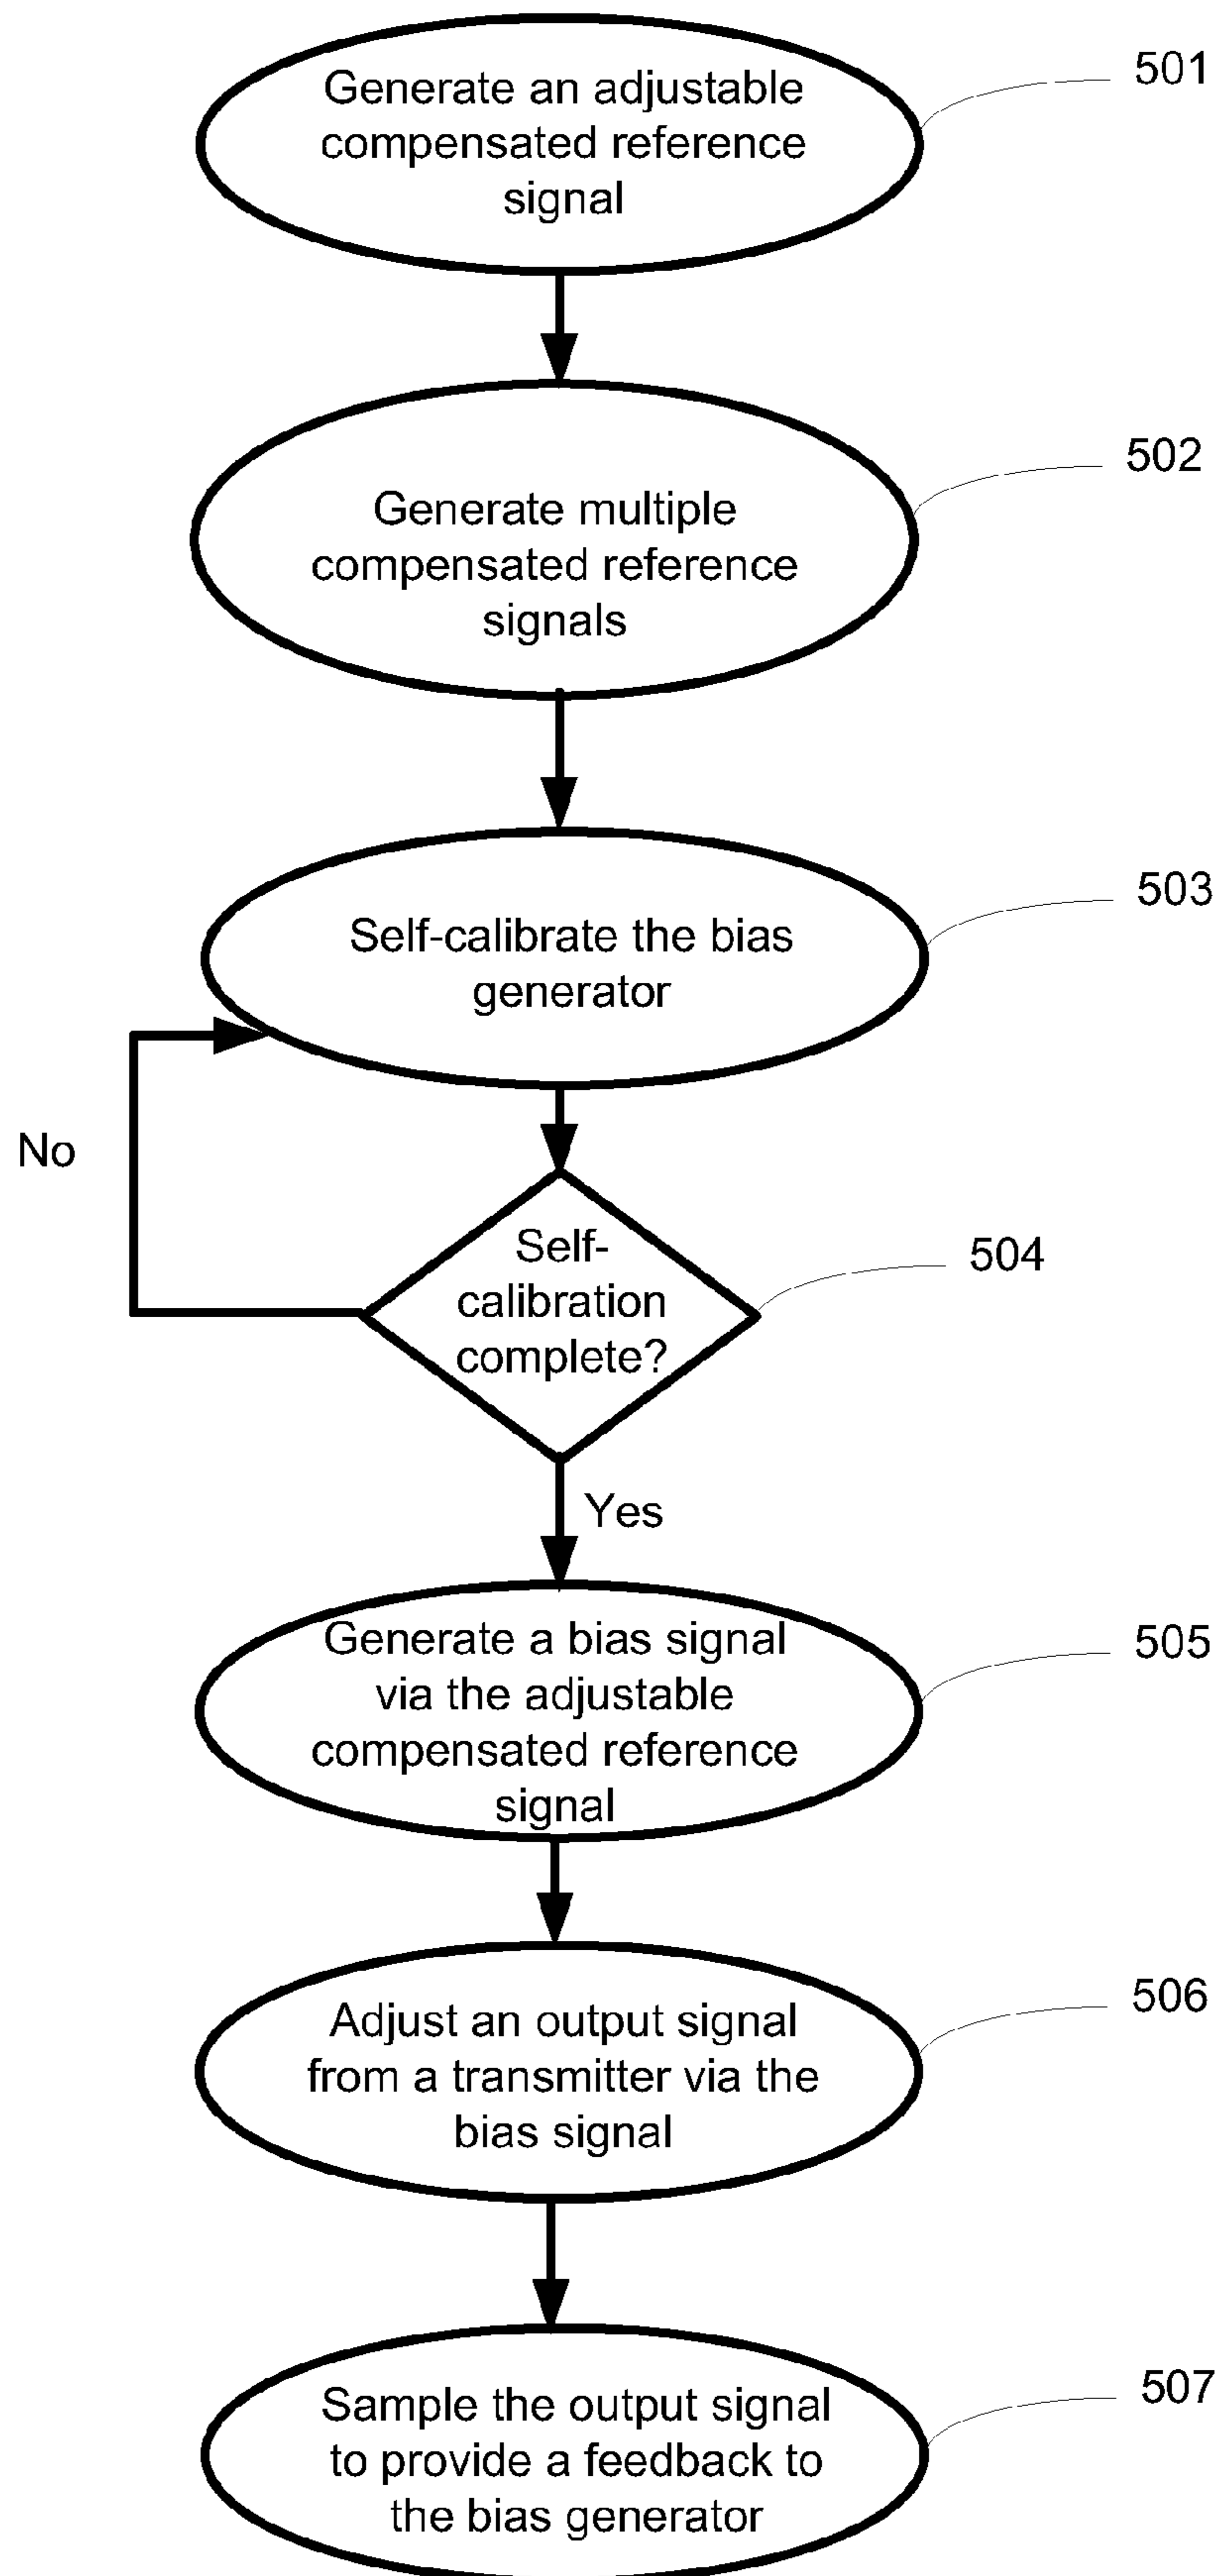 Generate an adjustable
compensated reference
signal
501
Generate multiple
compensated reference
signals
502
Self-calibrate the bias
generator
503
No
Self-
calibration
complete?
504
Yes
Generate a bias signal
via the adjustable
compensated reference
signal
505
Adjust an output signal
from a transmitter via the
bias signal
506
Sample the output signal
to provide a feedback to
the bias generator
507